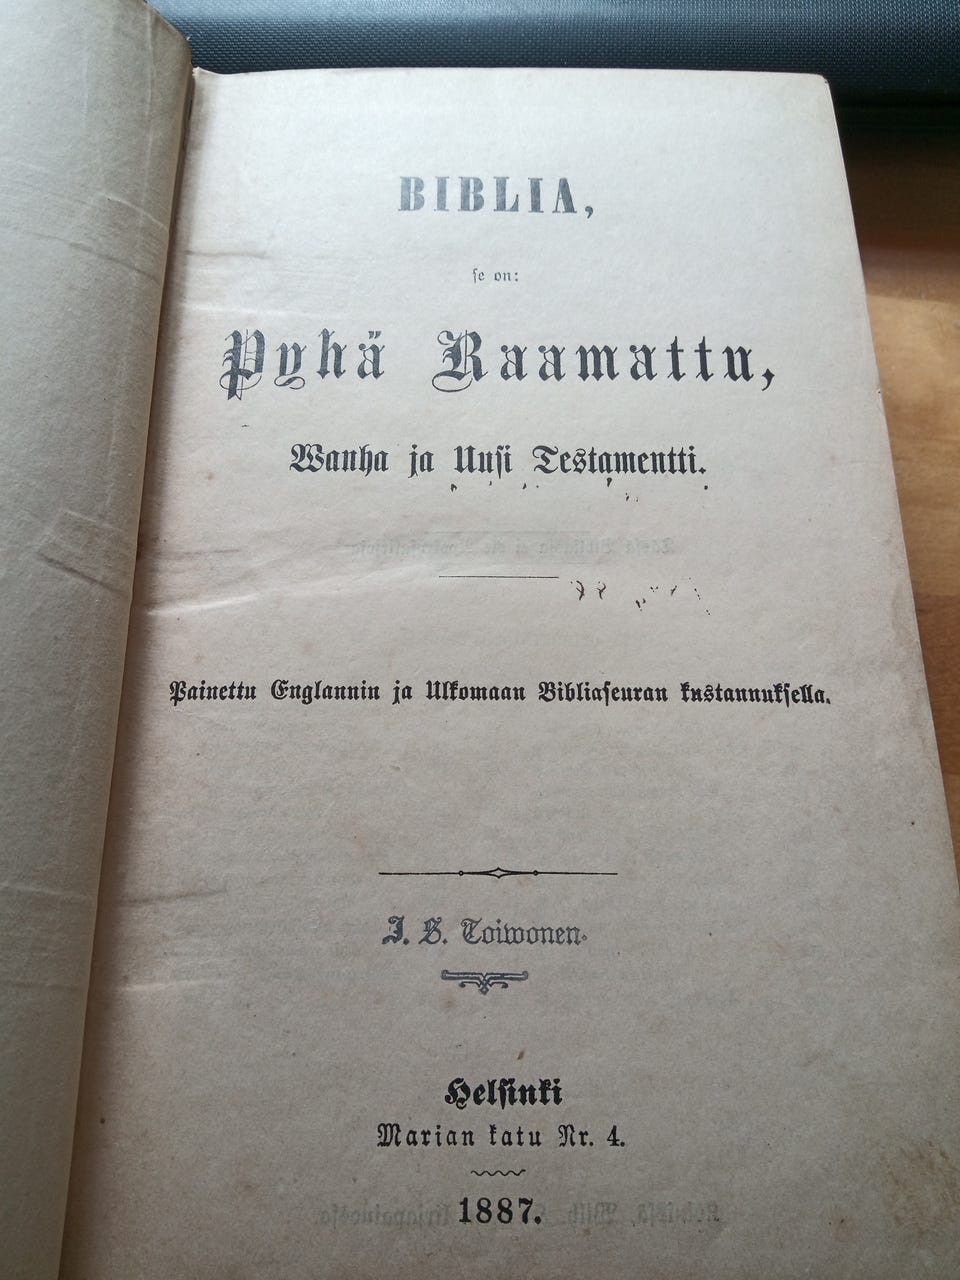 BIBLIA,
se on:
Pyhä Raamattu,
Wanha ja Uusi Testamentti.
Painettu Englannin ja Ulkomaan Bibliaseuran kustannuksella.
J. S. Toiwonen.
Helsinki
Marian katu Nr. 4.
1887.